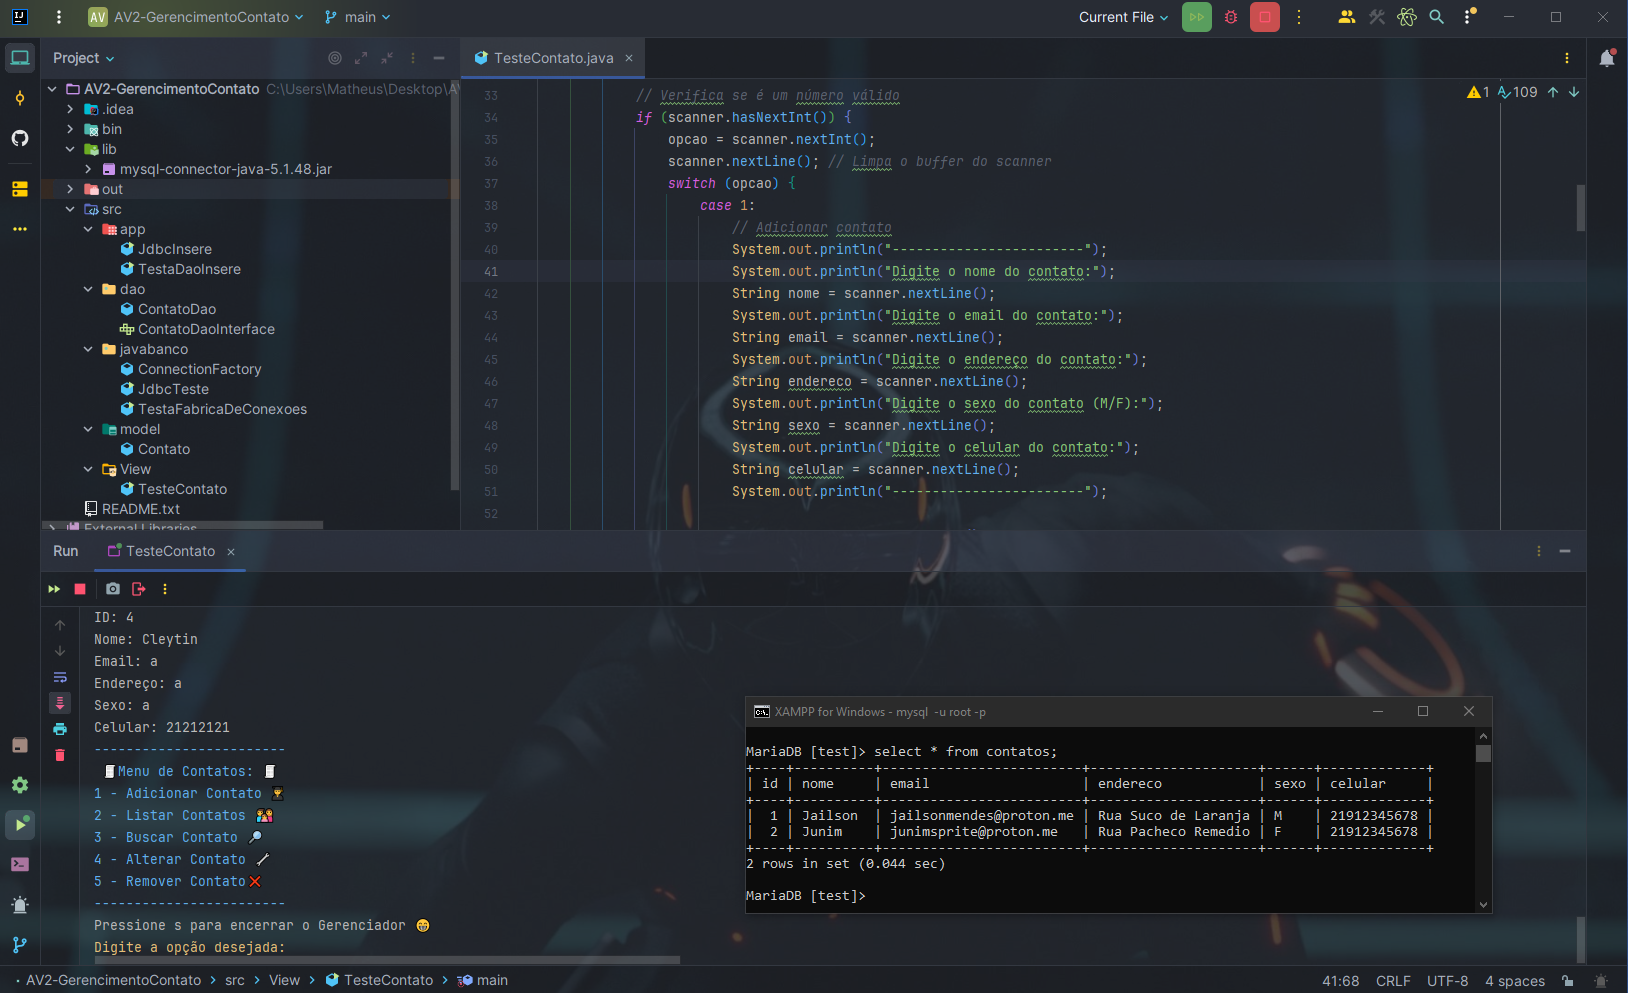 AV AV2-GerencimentoContato main Current File
Project
AV2-GerencimentoContato C:\Users\Matheus\Desktop\AV
.idea
bin
lib
mysql-connector-java-5.1.48.jar
out
src
app
JdbcInsere
TestaDaoInsere
dao
ContatoDao
ContatoDaoInterface
javabanco
ConnectionFactory
JdbcTeste
TestaFabricaDeConexoes
model
Contato
View
TesteContato
README.txt
External Libraries
TesteContato.java
1 109
33 // Verifica se é um número válido
34 if (scanner.hasNextInt()) {
35 opcao = scanner.nextInt();
36 scanner.nextLine(); // Limpa o buffer do scanner
37 switch (opcao) {
38 case 1:
39 // Adicionar contato
40 System.out.println("------------------------");
41 System.out.println("Digite o nome do contato:");
42 String nome = scanner.nextLine();
43 System.out.println("Digite o email do contato:");
44 String email = scanner.nextLine();
45 System.out.println("Digite o endereço do contato:");
46 String endereco = scanner.nextLine();
47 System.out.println("Digite o sexo do contato (M/F):");
48 String sexo = scanner.nextLine();
49 System.out.println("Digite o celular do contato:");
50 String celular = scanner.nextLine();
51 System.out.println("------------------------");
52
Run TesteContato
ID: 4
Nome: Cleytin
Email: a
Endereço: a
Sexo: a
Celular: 21212121
------------------------
Menu de Contatos:
1 - Adicionar Contato
2 - Listar Contatos
3 - Buscar Contato
4 - Alterar Contato
5 - Remover Contato
------------------------
Pressione s para encerrar o Gerenciador 😁
Digite a opção desejada:
XAMPP for Windows - mysql -u root -p
MariaDB [test]> select * from contatos;
+----+----------+-------------------------+---------------------+------+-------------+
| id | nome | email | endereco | sexo | celular |
+----+----------+-------------------------+---------------------+------+-------------+
| 1 | Jailson | jailsonmendes@proton.me | Rua Suco de Laranja | M | 21912345678 |
| 2 | Junim | junimsprite@proton.me | Rua Pacheco Remedio | F | 21912345678 |
+----+----------+-------------------------+---------------------+------+-------------+
2 rows in set (0.044 sec)
MariaDB [test]>
AV2-GerencimentoContato > src > View > TesteContato > main
41:68 CRLF UTF-8 4 spaces